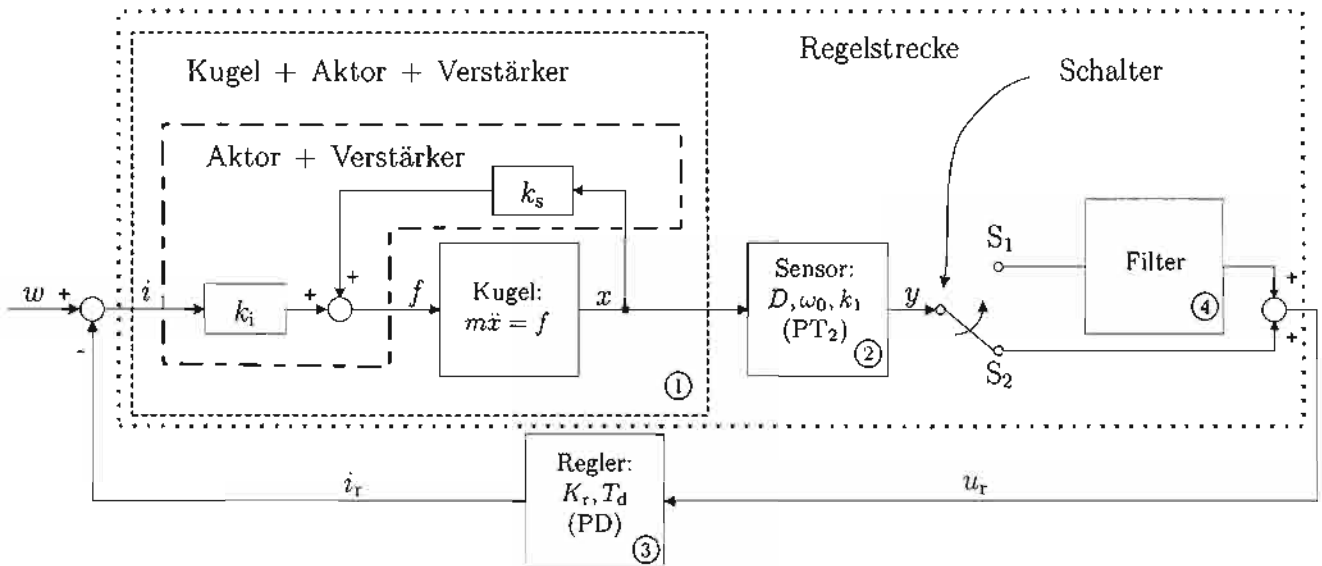 Regelstrecke
Kugel + Aktor + Verstärker
Schalter
Aktor + Verstärker
k_s
S_1
Filter
④
w
+
-
i
k_i
+
+
f
Kugel:
mẍ = f
x
①
Sensor:
D, ω_0, k_1
(PT_2)
②
y
S_2
+
+
i_r
Regler:
K_r, T_d
(PD)
③
u_r